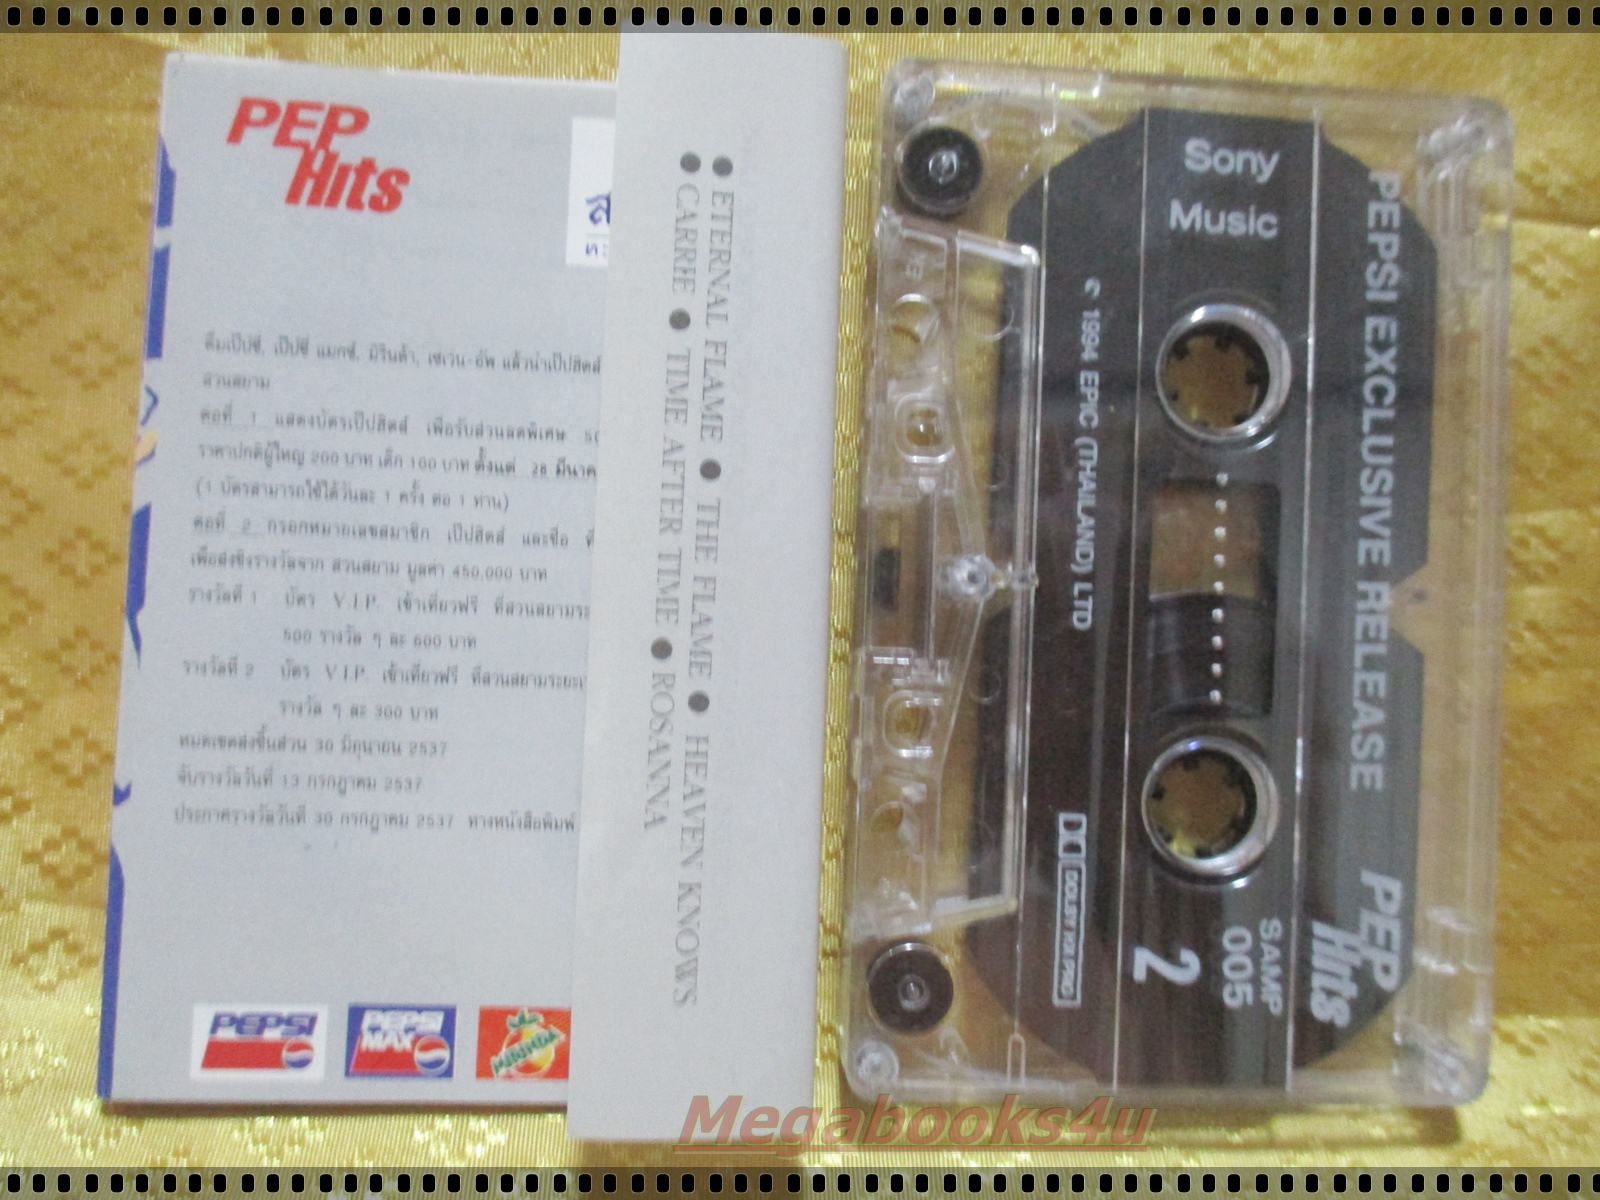 PEP
Hits
ดื่มเป๊ปซี่, เป๊ปซี่ แมกซ์, มิรินด้า, เซเว่น-อัพ แล้วนำเป๊ปฮิตส์
สวนสยาม
ต่อที่ 1 แสดงบัตรเป๊ปฮิตส์ เพื่อรับส่วนลดพิเศษ
ราคาปกติผู้ใหญ่ 200 บาท เด็ก 100 บาท ตั้งแต่ 28
(1 บัตรสามารถใช้ได้วันละ 1 ครั้ง ต่อ 1 ท่าน)
ต่อที่ 2 กรอกหมายเลขสมาชิก เป๊ปฮิตส์ และชื่อ
เพื่อส่งชิงรางวัลจาก สวนสยาม มูลค่า 450,000 บาท
รางวัลที่ 1 บัตร V.I.P. เข้าเที่ยวฟรี ที่สวนสยาม
500 รางวัล ๆ ละ 600 บาท
รางวัลที่ 2 บัตร V.I.P. เข้าเที่ยวฟรี ที่สวนสยาม
รางวัล ๆ ละ 300 บาท
หมดเขตส่งชิ้นส่วน 30 มิถุนายน 2537
จับรางวัลวันที่ 13 กรกฎาคม 2537
ประกาศรางวัลวันที่ 30 กรกฎาคม 2537 ทางหนังสือพิมพ์
PEPSI
PEPSI
MAX
MIRINDA
● ETERNAL FLAME ● THE FLAME ● HEAVEN KNOWS
● CARRIE ● TIME AFTER TIME ● ROSANNA
PEPSI EXCLUSIVE RELEASE
PEP
Hits
Sony
Music
SAMP
005
2
℗ 1994 EPIC (THAILAND) LTD
DOLBY HX PRO
Megabooks4u